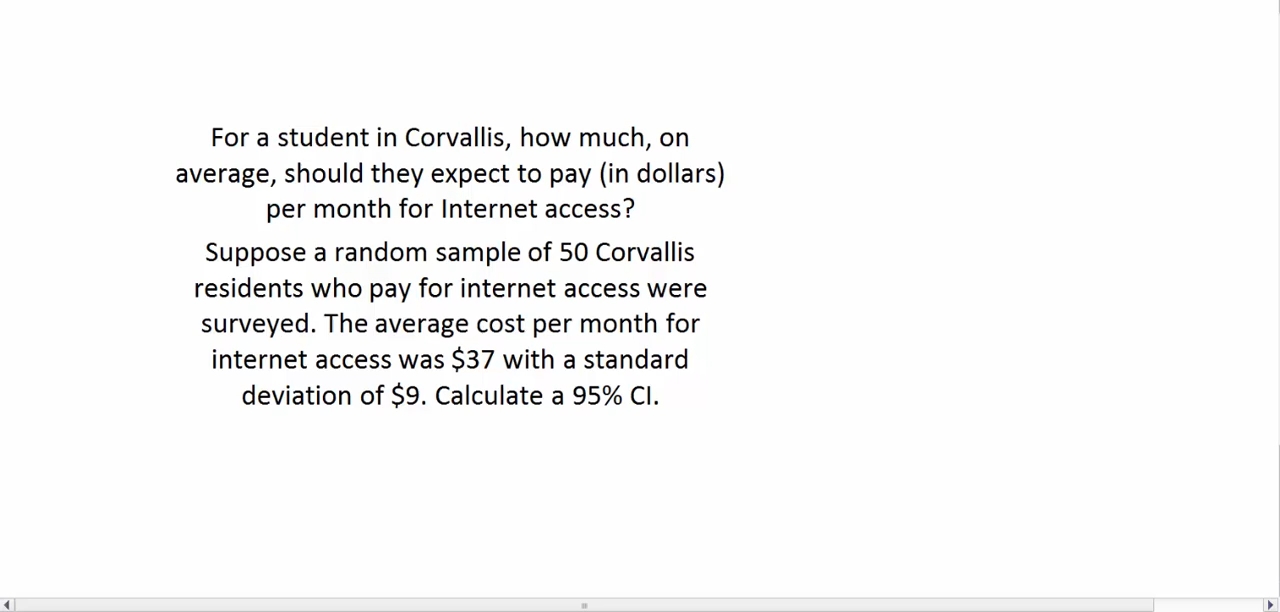 For a student in Corvallis, how much, on
average, should they expect to pay (in dollars)
per month for Internet access?
Suppose a random sample of 50 Corvallis
residents who pay for internet access were
surveyed. The average cost per month for
internet access was $37 with a standard
deviation of $9. Calculate a 95% CI.